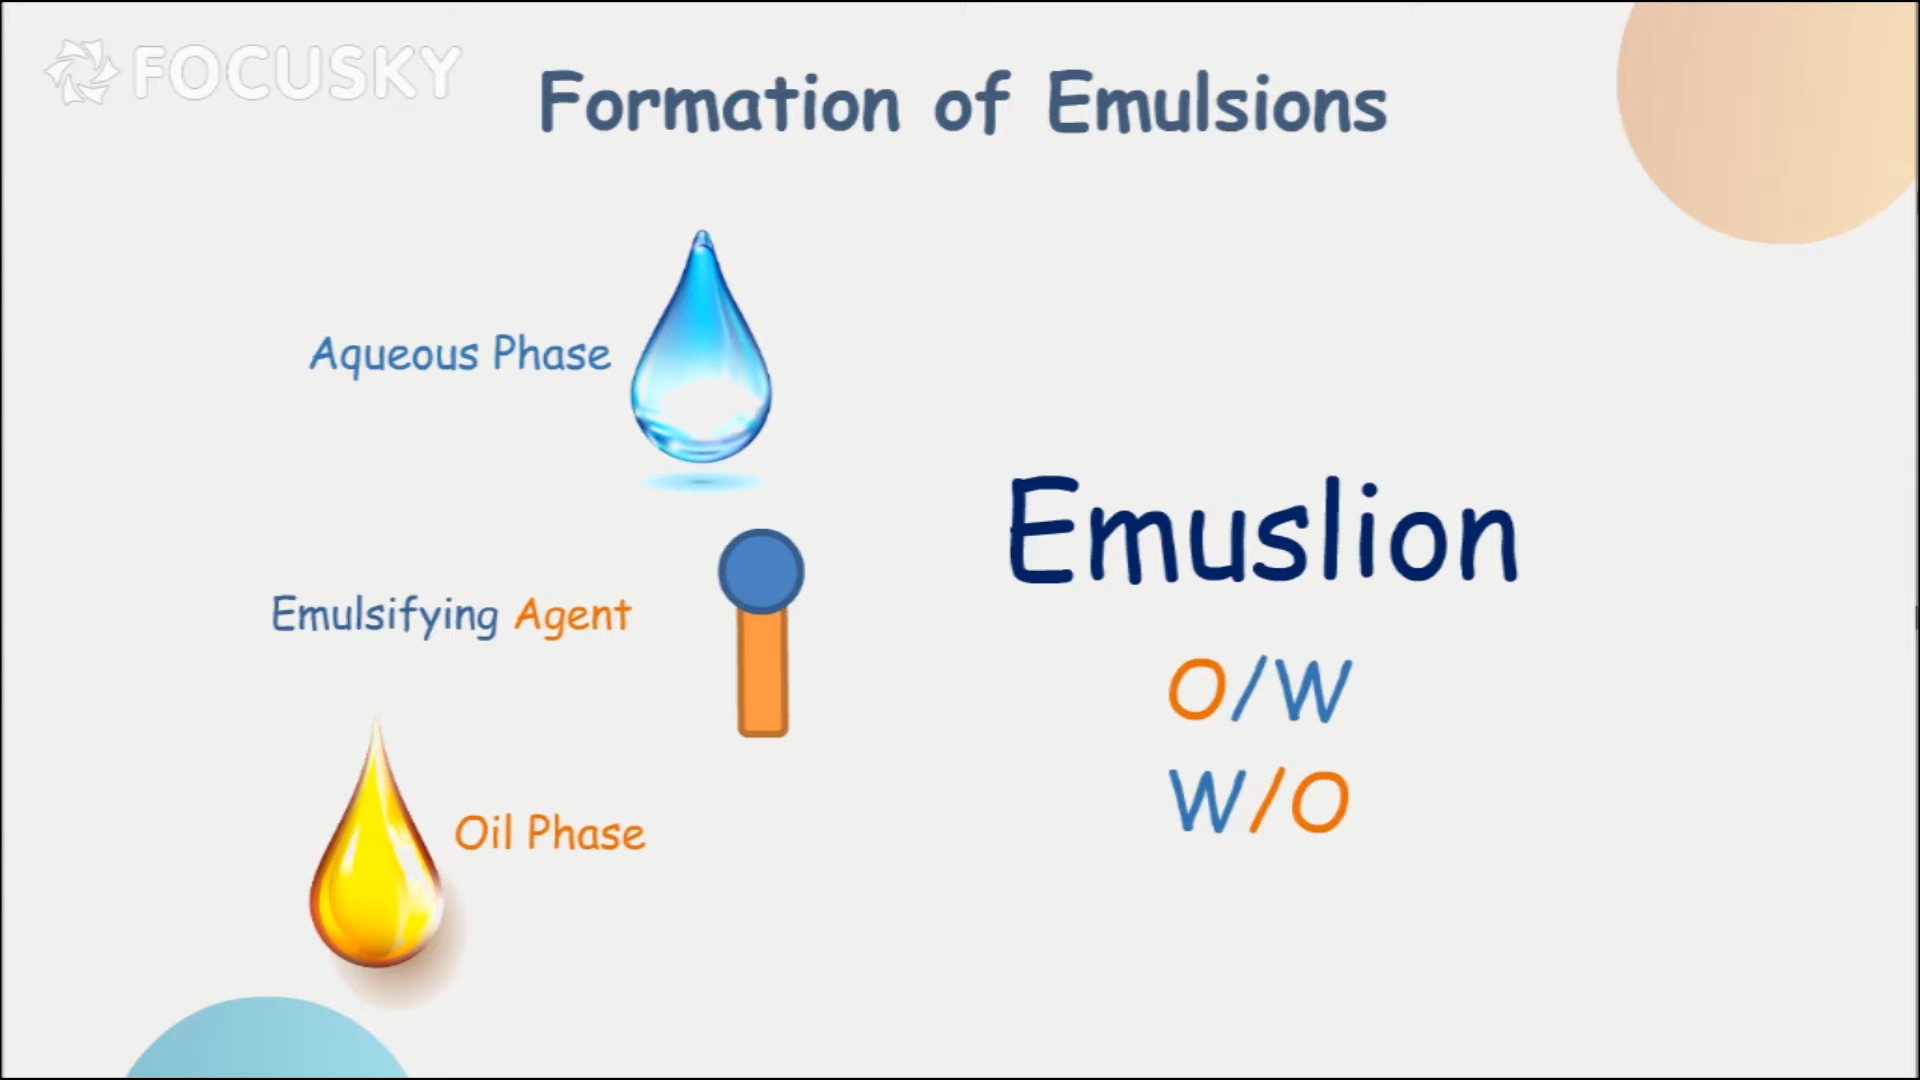 FOCUSKY
Formation of Emulsions
Aqueous Phase
Emulsifying Agent
Oil Phase
Emuslion
O/W
W/O